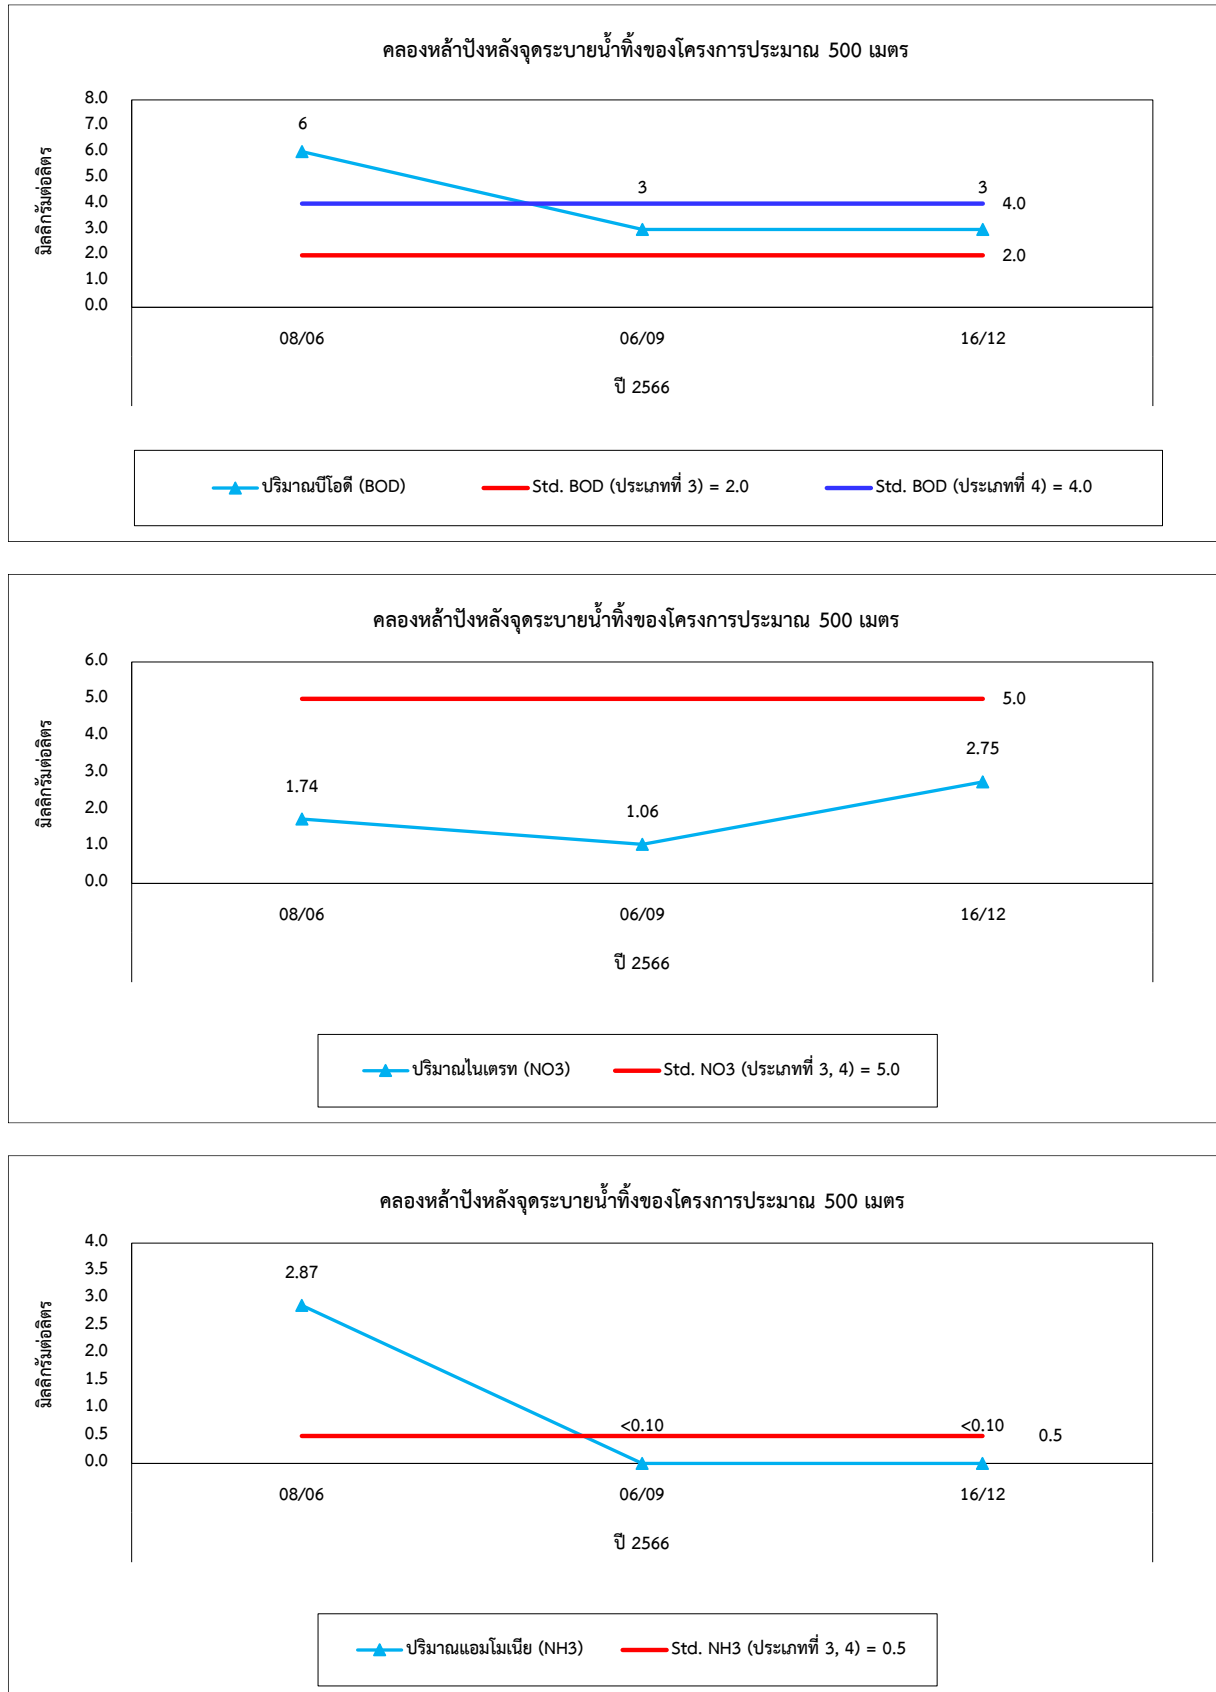 คลองหล้าปังหลังจุดระบายน้ำทิ้งของโครงการประมาณ 500 เมตร
มิลลิกรัมต่อลิตร
8.0
7.0
6.0
5.0
4.0
3.0
2.0
1.0
0.0
6
3
3
4.0
2.0
08/06
06/09
16/12
ปี 2566
ปริมาณบีโอดี (BOD)
Std. BOD (ประเภทที่ 3) = 2.0
Std. BOD (ประเภทที่ 4) = 4.0
คลองหล้าปังหลังจุดระบายน้ำทิ้งของโครงการประมาณ 500 เมตร
มิลลิกรัมต่อลิตร
6.0
5.0
4.0
3.0
2.0
1.0
0.0
5.0
1.74
1.06
2.75
08/06
06/09
16/12
ปี 2566
ปริมาณไนเตรท (NO3)
Std. NO3 (ประเภทที่ 3, 4) = 5.0
คลองหล้าปังหลังจุดระบายน้ำทิ้งของโครงการประมาณ 500 เมตร
มิลลิกรัมต่อลิตร
4.0
3.5
3.0
2.5
2.0
1.5
1.0
0.5
0.0
2.87
<0.10
<0.10
0.5
08/06
06/09
16/12
ปี 2566
ปริมาณแอมโมเนีย (NH3)
Std. NH3 (ประเภทที่ 3, 4) = 0.5